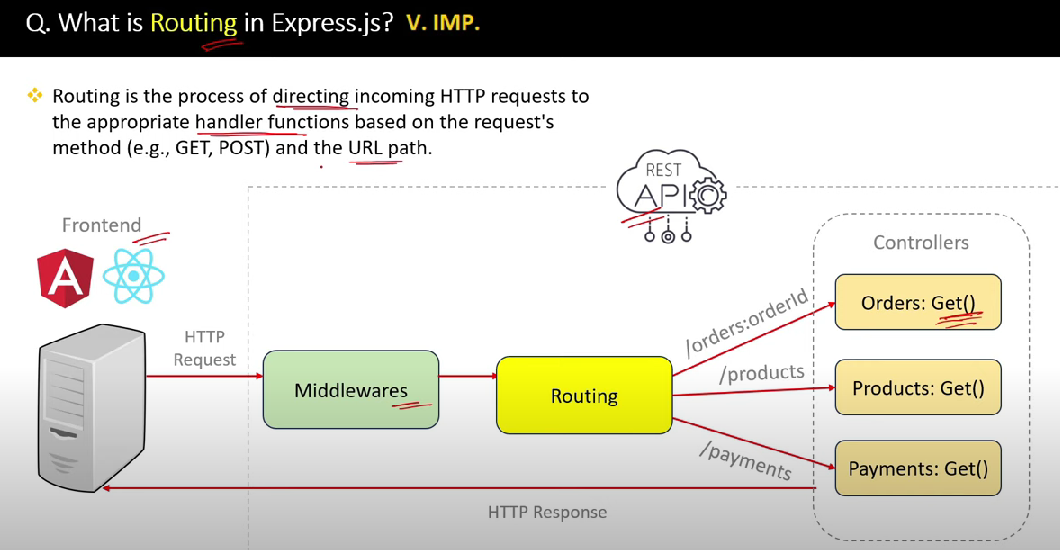 Q. What is Routing in Express.js? V. IMP.
Routing is the process of directing incoming HTTP requests to
the appropriate handler functions based on the request's
method (e.g., GET, POST) and the URL path.
REST
API
Frontend
A
HTTP
Request
Middlewares
Routing
/orders:orderId
/products
/payments
Controllers
Orders: Get()
Products: Get()
Payments: Get()
HTTP Response